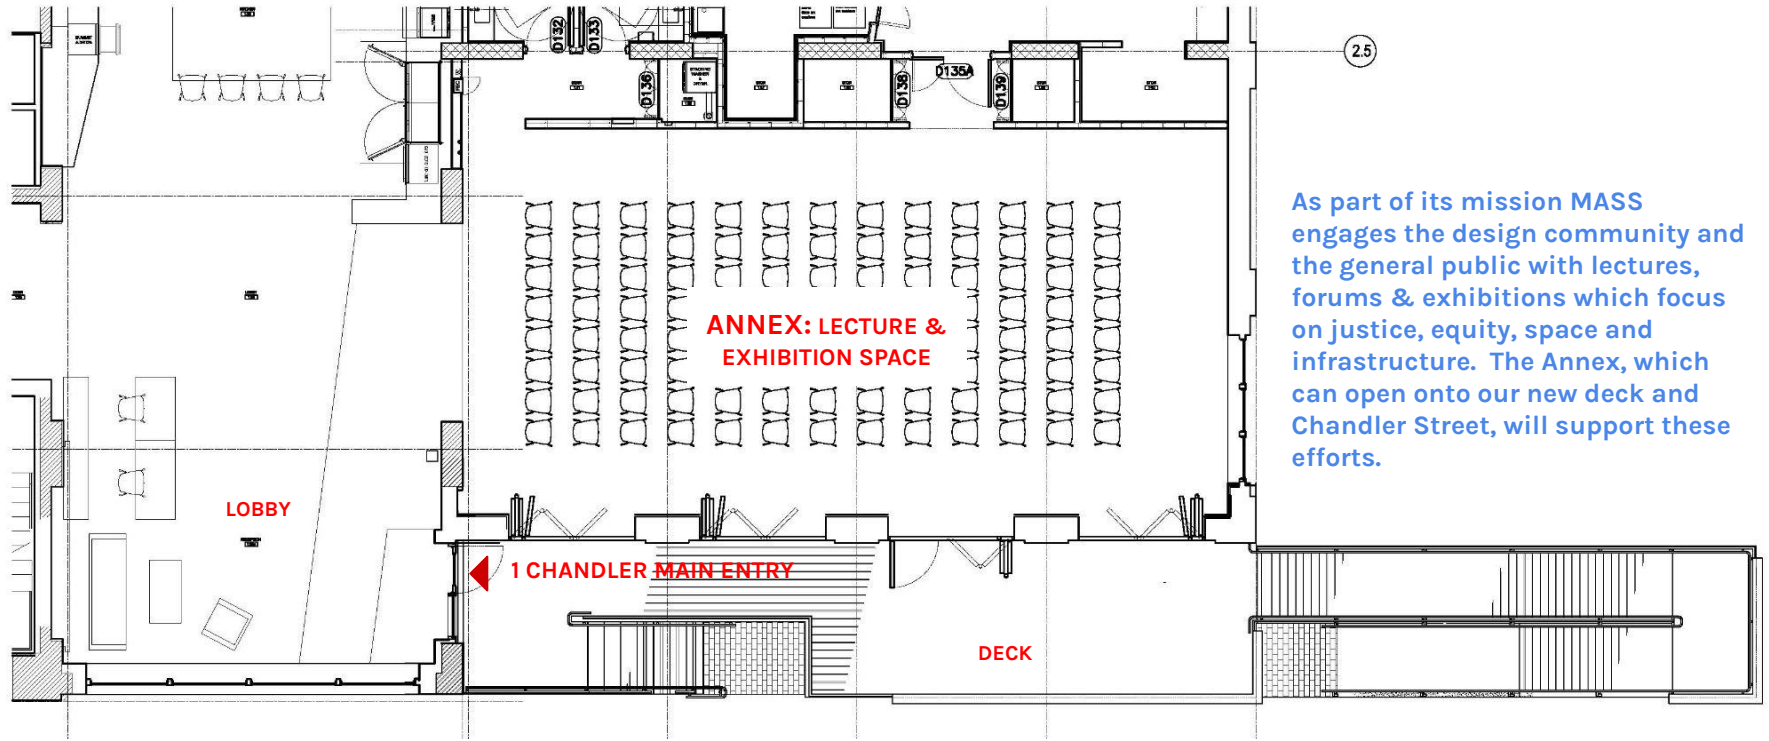 D132
D133
2.5
D136
D138
D135A
D139
As part of its mission MASS
engages the design community and
the general public with lectures,
forums & exhibitions which focus
on justice, equity, space and
infrastructure. The Annex, which
can open onto our new deck and
Chandler Street, will support these
efforts.
ANNEX: LECTURE &
EXHIBITION SPACE
LOBBY
1 CHANDLER MAIN ENTRY
DECK